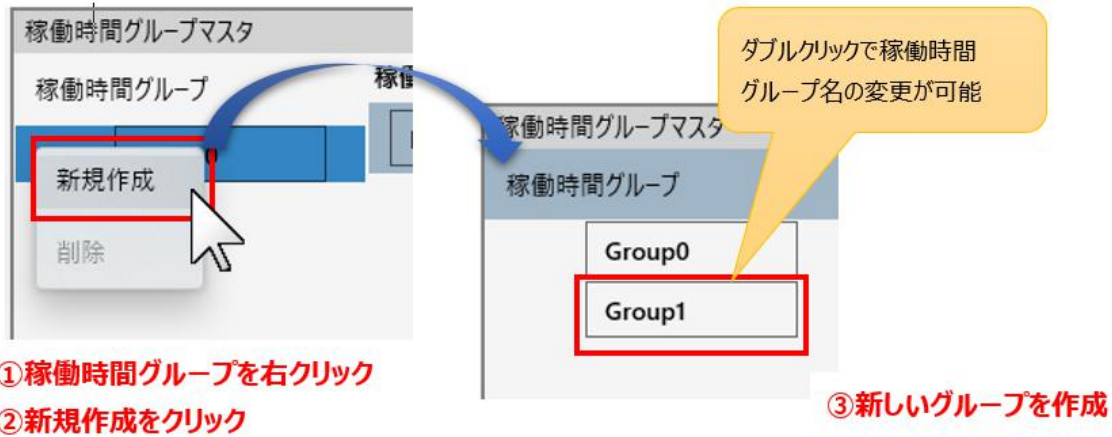 稼働時間グループマスタ
稼働時間グループ
稼働
新規作成
削除
①稼働時間グループを右クリック
②新規作成をクリック
ダブルクリックで稼働時間
グループ名の変更が可能
稼働時間グループマスタ
稼働時間グループ
Group0
Group1
③新しいグループを作成